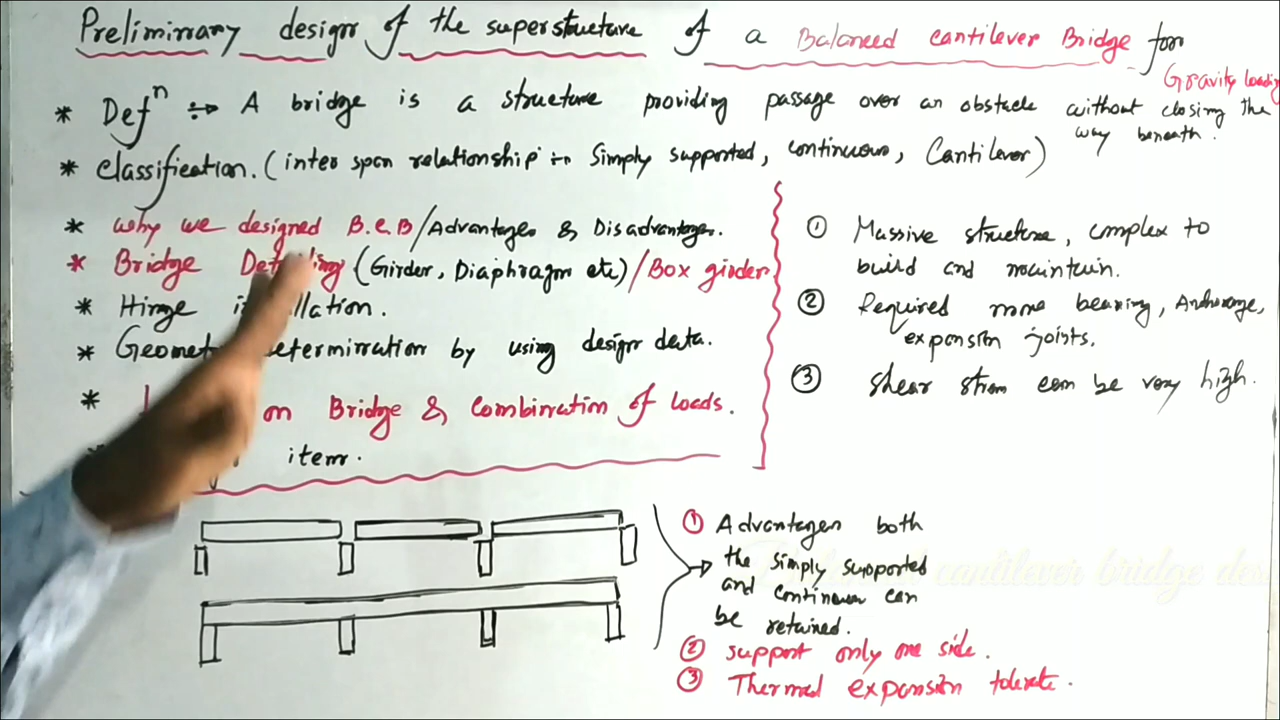 Preliminary design of the superstructure of a Balanced cantilever Bridge for
Gravity loading
* Defⁿ :→ A bridge is a structure providing passage over an obstacle without closing the
way beneath.
* Classification. (inter span relationship :- Simply supported, continuous, Cantilever)
* Why we designed B.C.B/Advantages & Disadvantages.
* Bridge Detailing (Girder, Diaphragm etc)/Box girder
* Hinge
* by using design data.
* on Bridge & Combination of loads.
item.
① Massive structure, complex to
build and maintain.
② Required more bearing, Anchorage,
expansion joists.
③ Shear stress can be very high.
① Advantages both
the simply supported
and continuous can
be retained.
② support only one side.
③ Thermal expansion tolerate.
cantilever bridge des